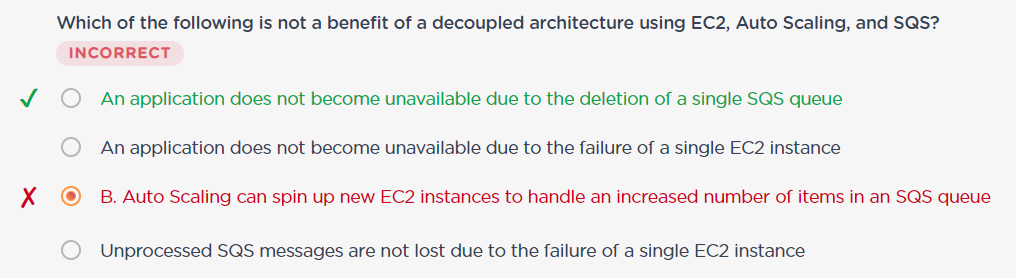 Which of the following is not a benefit of a decoupled architecture using EC2, Auto Scaling, and SQS?
INCORRECT
An application does not become unavailable due to the deletion of a single SQS queue
An application does not become unavailable due to the failure of a single EC2 instance
B. Auto Scaling can spin up new EC2 instances to handle an increased number of items in an SQS queue
Unprocessed SQS messages are not lost due to the failure of a single EC2 instance